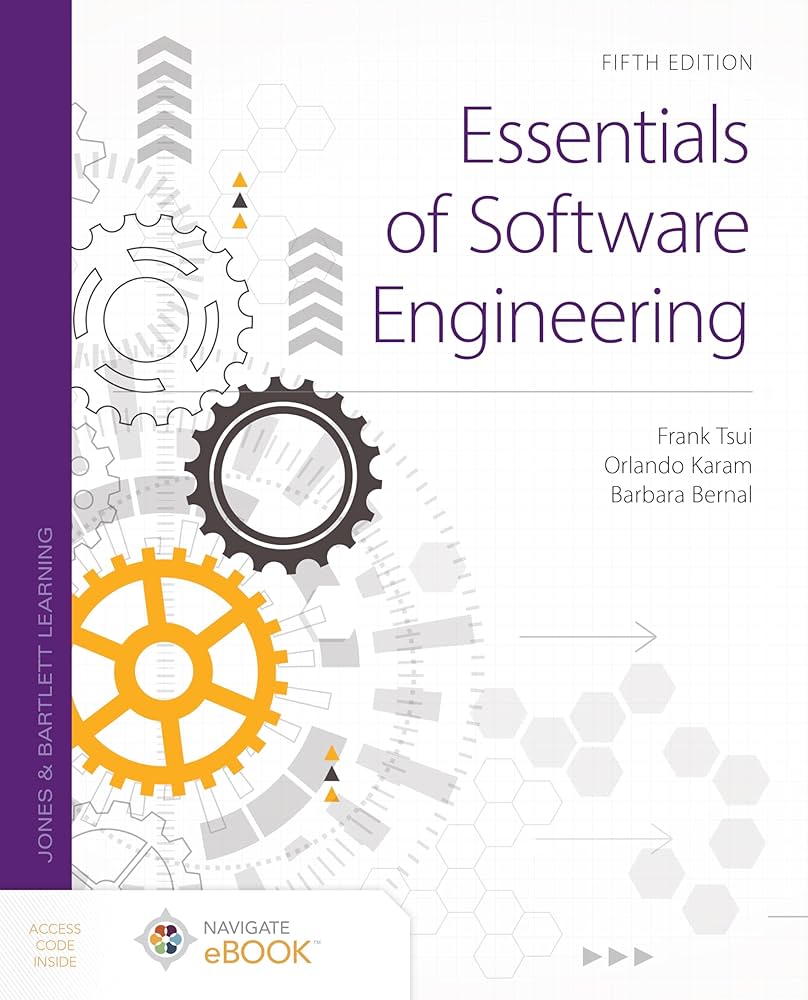 FIFTH EDITION
Essentials
of Software
Engineering
Frank Tsui
Orlando Karam
Barbara Bernal
JONES & BARTLETT LEARNING
ACCESS
CODE
INSIDE
NAVIGATE
eBOOK™